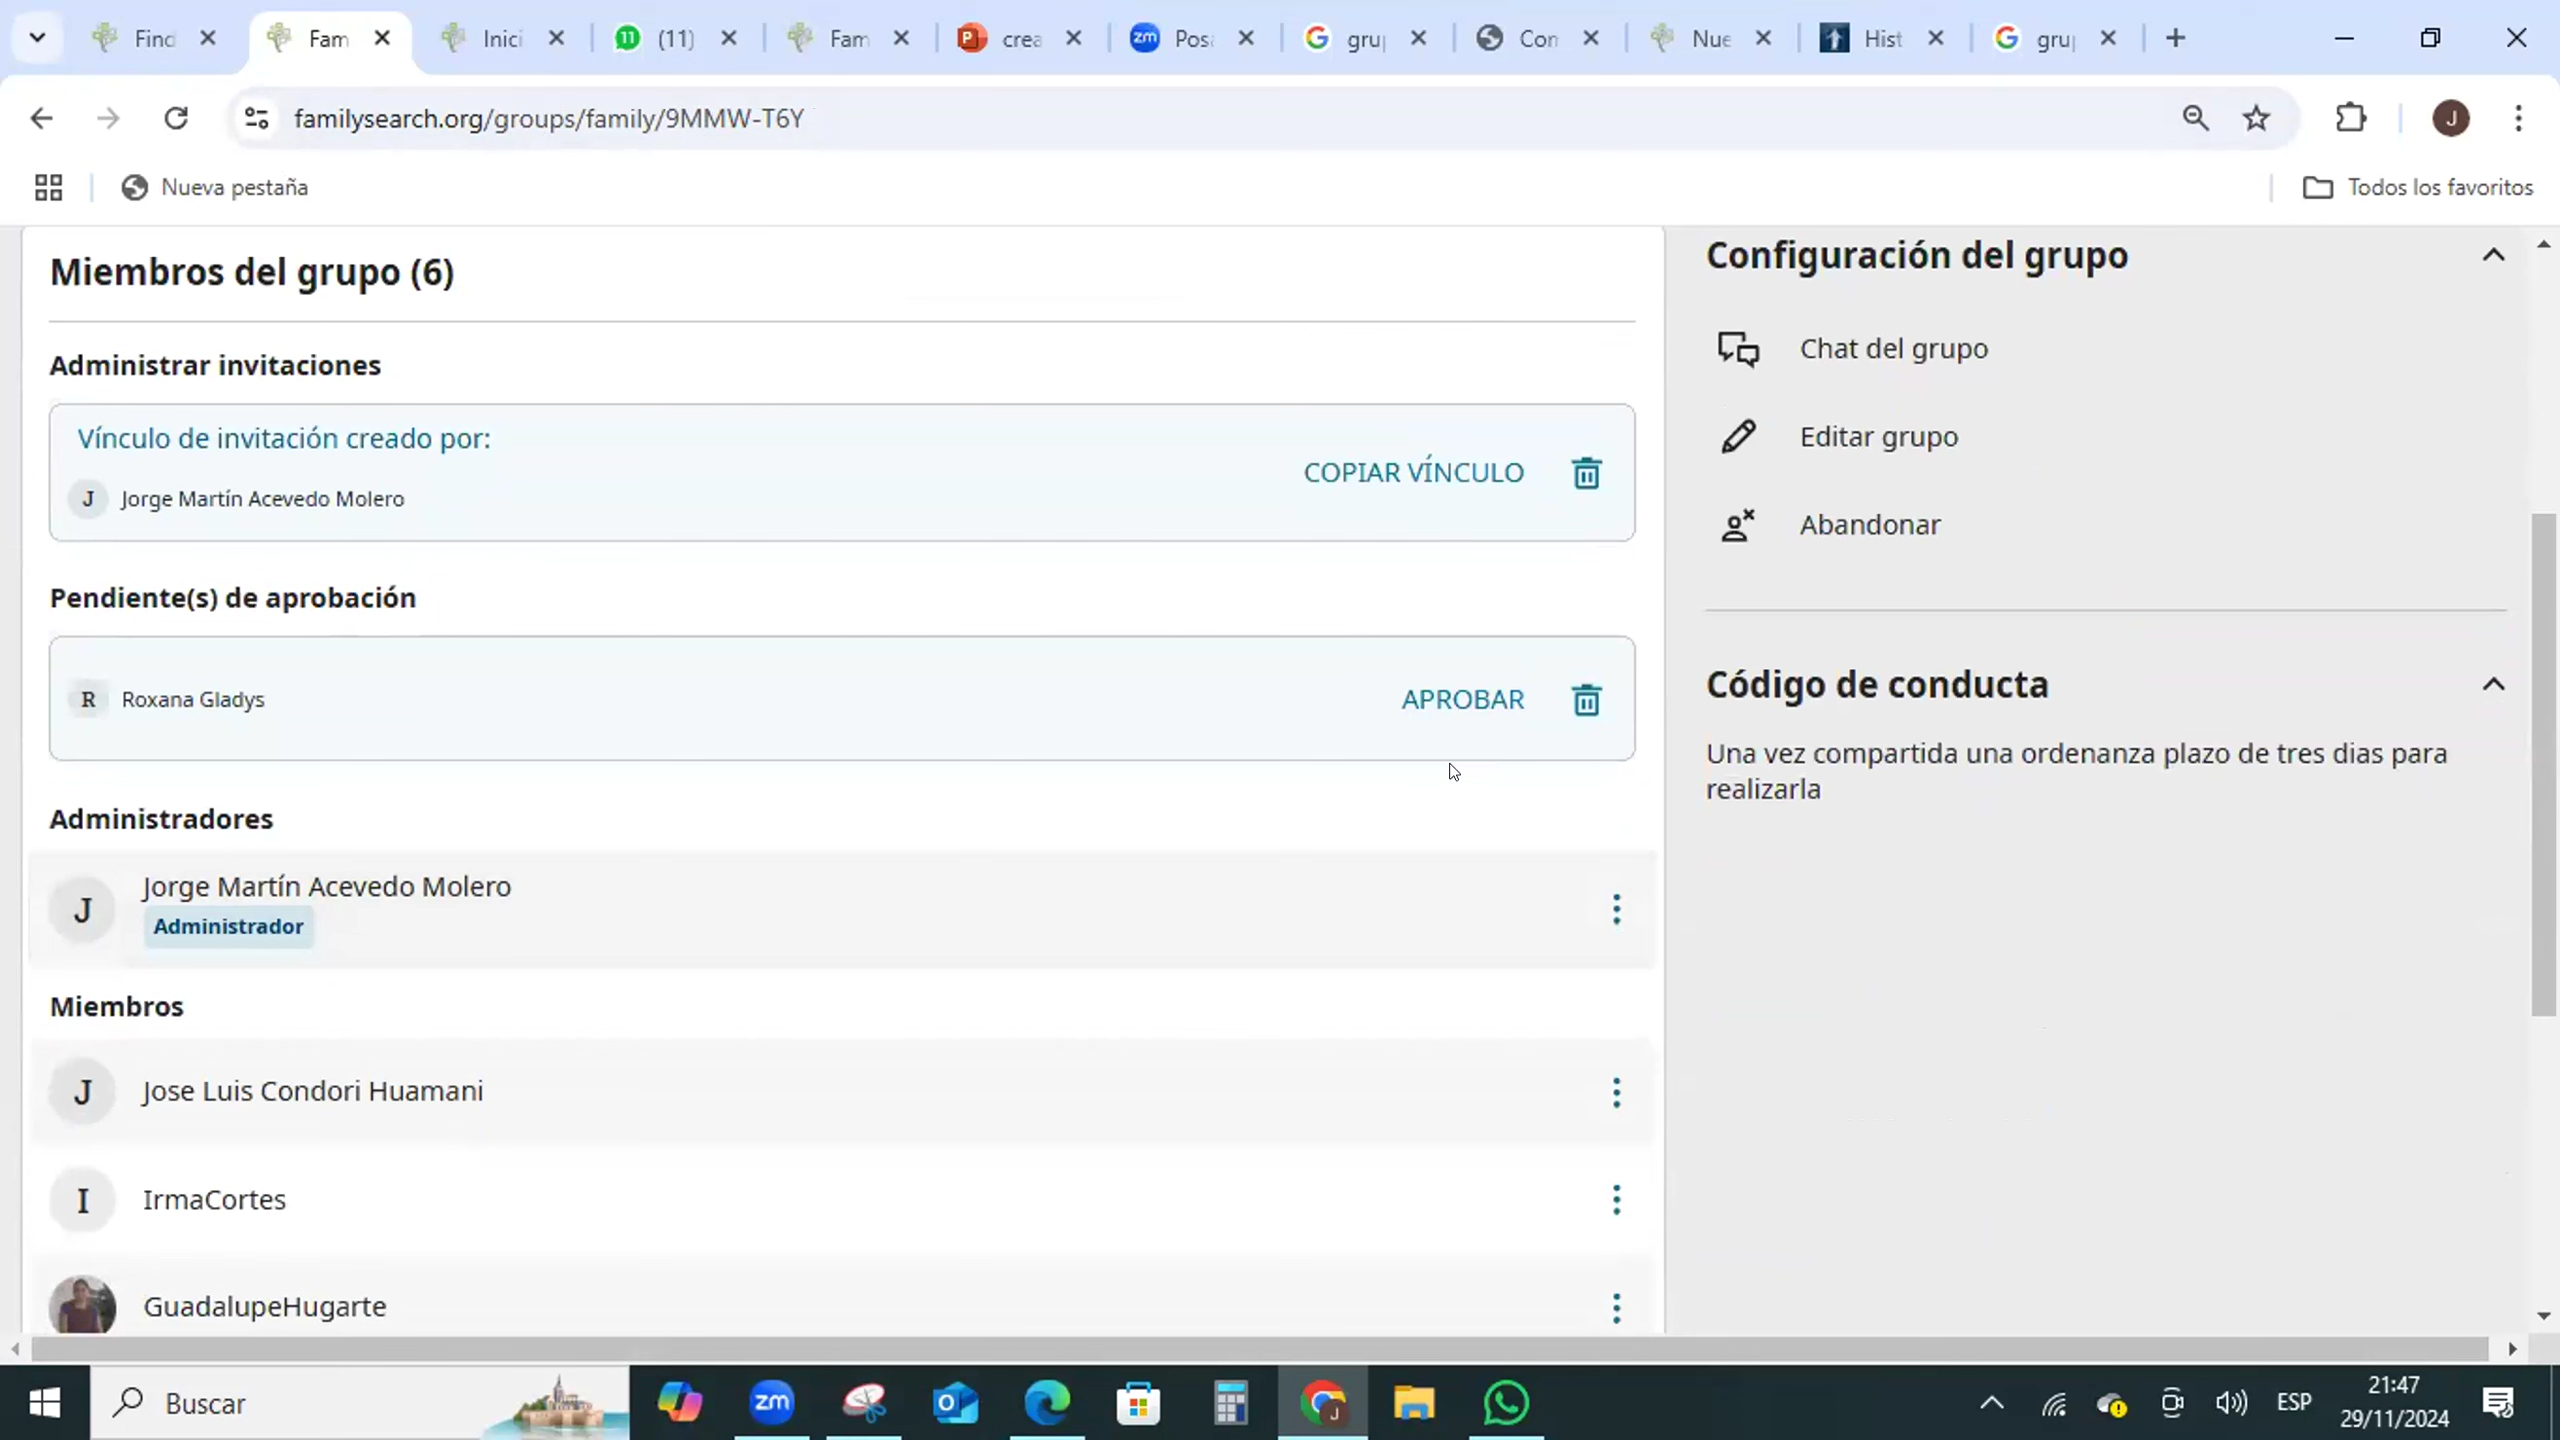 Find
Fam
Inici
11
(11)
Fam
P
crea
zm
Pos
gru
Con
Nue
Hist
gru
familysearch.org/groups/family/9MMW-T6Y
J
Nueva pestaña
Todos los favoritos
Miembros del grupo (6)
Administrar invitaciones
Vínculo de invitación creado por:
J Jorge Martín Acevedo Molero
COPIAR VÍNCULO
Pendiente(s) de aprobación
R Roxana Gladys
APROBAR
Administradores
J Jorge Martín Acevedo Molero
Administrador
Miembros
J Jose Luis Condori Huamani
I IrmaCortes
GuadalupeHugarte
Configuración del grupo
Chat del grupo
Editar grupo
Abandonar
Código de conducta
Una vez compartida una ordenanza plazo de tres dias para
realizarla
Buscar
zm
J
ESP
21:47
29/11/2024